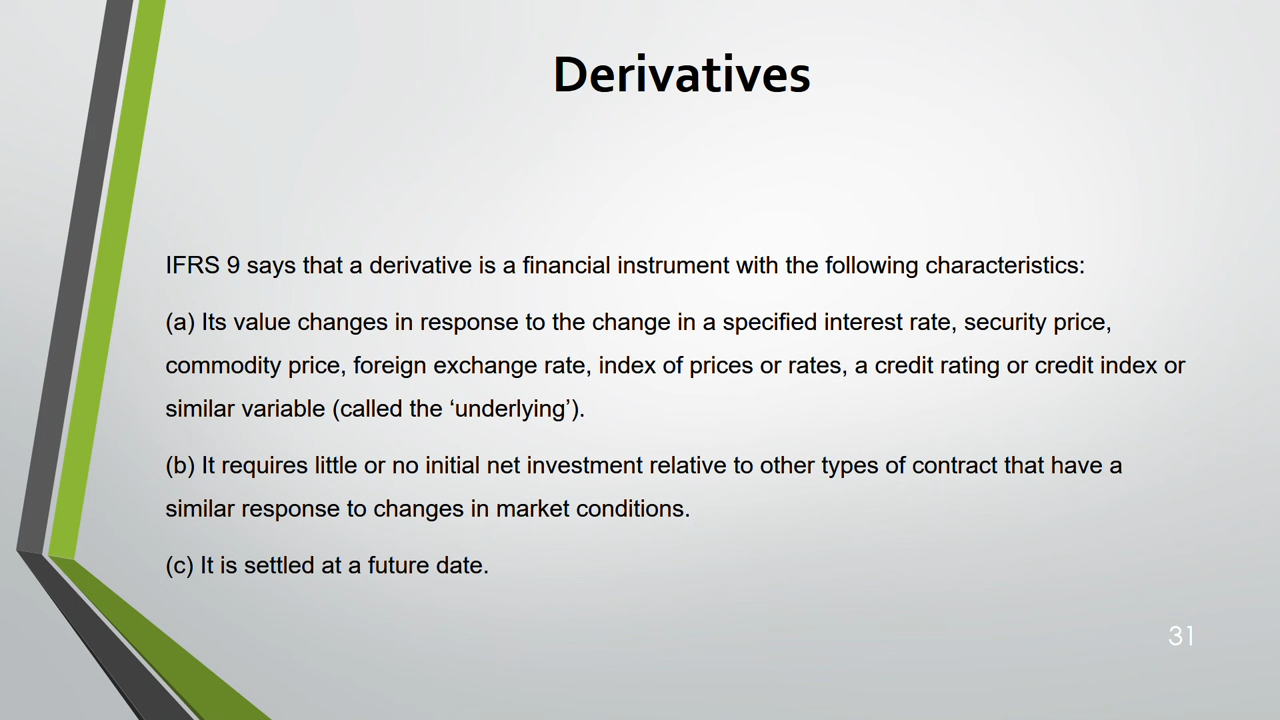 Derivatives
IFRS 9 says that a derivative is a financial instrument with the following characteristics:
(a) Its value changes in response to the change in a specified interest rate, security price,
commodity price, foreign exchange rate, index of prices or rates, a credit rating or credit index or
similar variable (called the ‘underlying’).
(b) It requires little or no initial net investment relative to other types of contract that have a
similar response to changes in market conditions.
(c) It is settled at a future date.
31